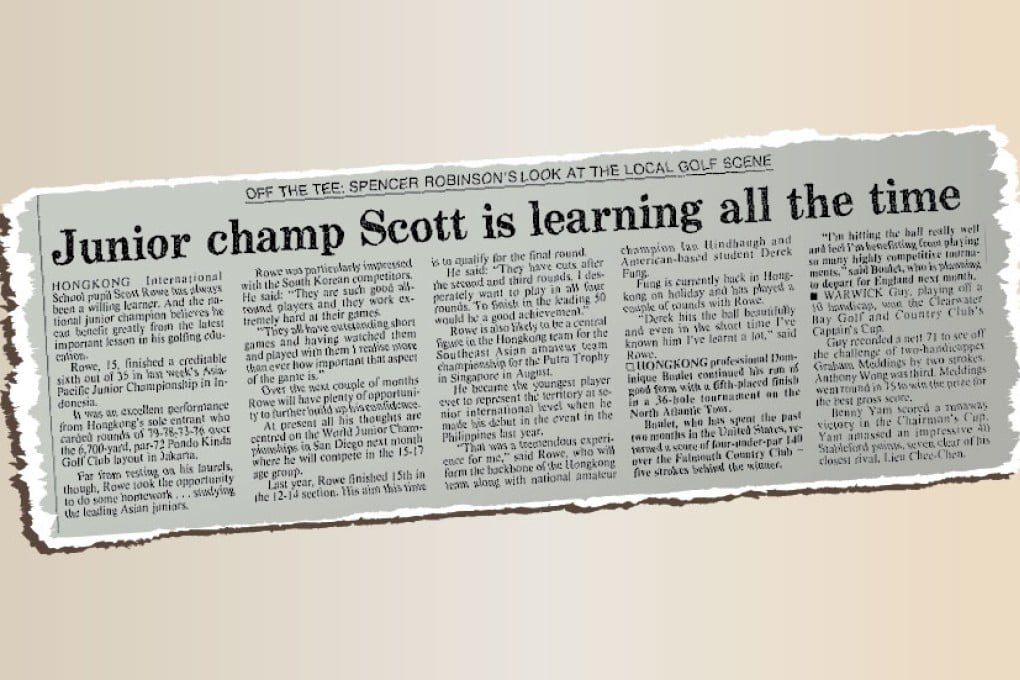 OFF THE TEE: SPENCER ROBINSON'S LOOK AT THE LOCAL GOLF SCENE
Junior champ Scott is learning all the time
HONGKONG International
School pupil Scott Rowe has always
been a willing learner. And the na-
tional junior champion believes he
can benefit greatly from the latest
important lesson in his golfing edu-
cation.
Rowe, 15, finished a creditable
sixth out of 35 in last week's Asia-
Pacific Junior Championship in In-
donesia.
It was an excellent performance
from Hongkong's sole entrant who
carded rounds of 79-78-73-76 over
the 6,700-yard, par-72 Pondo Kinda
Golf Club layout in Jakarta.
Far from resting on his laurels,
though, Rowe took the opportunity
to do some homework . . . studying
the leading Asian juniors.
Rowe was particularly impressed
with the South Korean competitors.
He said: "They are such good all-
round players and they work ex-
tremely hard at their games.
"They all have outstanding short
games and having watched them
and played with them I realise more
than ever how important that aspect
of the game is."
Over the next couple of months
Rowe will have plenty of opportuni-
ty to further build up his confidence.
At present all his thoughts are
centred on the World Junior Cham-
pionships in San Diego next month
where he will compete in the 15-17
age group.
Last year, Rowe finished 15th in
the 12-14 section. His aim this time
is to qualify for the final round.
He said: "They have cuts after
the second and third rounds. I des-
perately want to play in all four
rounds. To finish in the leading 50
would be a good achievement."
Rowe is also likely to be a central
figure in the Hongkong team for the
Southeast Asian amateur team
championship for the Putra Trophy
in Singapore in August.
He became the youngest player
ever to represent the territory at se-
nior international level when he
made his debut in the event in the
Philippines last year.
"That was a tremendous experi-
ence for me," said Rowe, who will
form the backbone of the Hongkong
team along with national amateur
champion Ian Hindhaugh and
American-based student Derek
Fung.
Fung is currently back in Hong-
kong on holiday and has played a
couple of rounds with Rowe.
"Derek hits the ball beautifully
and even in the short time I've
known him I've learnt a lot," said
Rowe.
□ HONGKONG professional Dom-
inique Boulet continued his run of
good form with a fifth-placed finish
in a 36-hole tournament on the
North Atlantic Tour.
Boulet, who has spent the past
two months in the United States, re-
turned a score of four-under-par 140
over the Falmouth Country Club –
five strokes behind the winner.
"I'm hitting the ball really well
and feel I'm benefitting from playing
so many highly competitive tourna-
ments," said Boulet, who is planning
to depart for England next month.
■ WARWICK Guy, playing off a
10 handicap, won the Clearwater
Bay Golf and Country Club's
Captain's Cup.
Guy recorded a nett 71 to see off
the challenge of two-handicapper
Graham Meddings by two strokes.
Anthony Wong was third. Meddings
went round in 75 to win the prize for
the best gross score.
Benny Yam scored a runaway
victory in the Chairman's Cup.
Yam amassed an impressive 40
Stableford points, seven clear of his
closest rival, Lieu Chee-Chen.